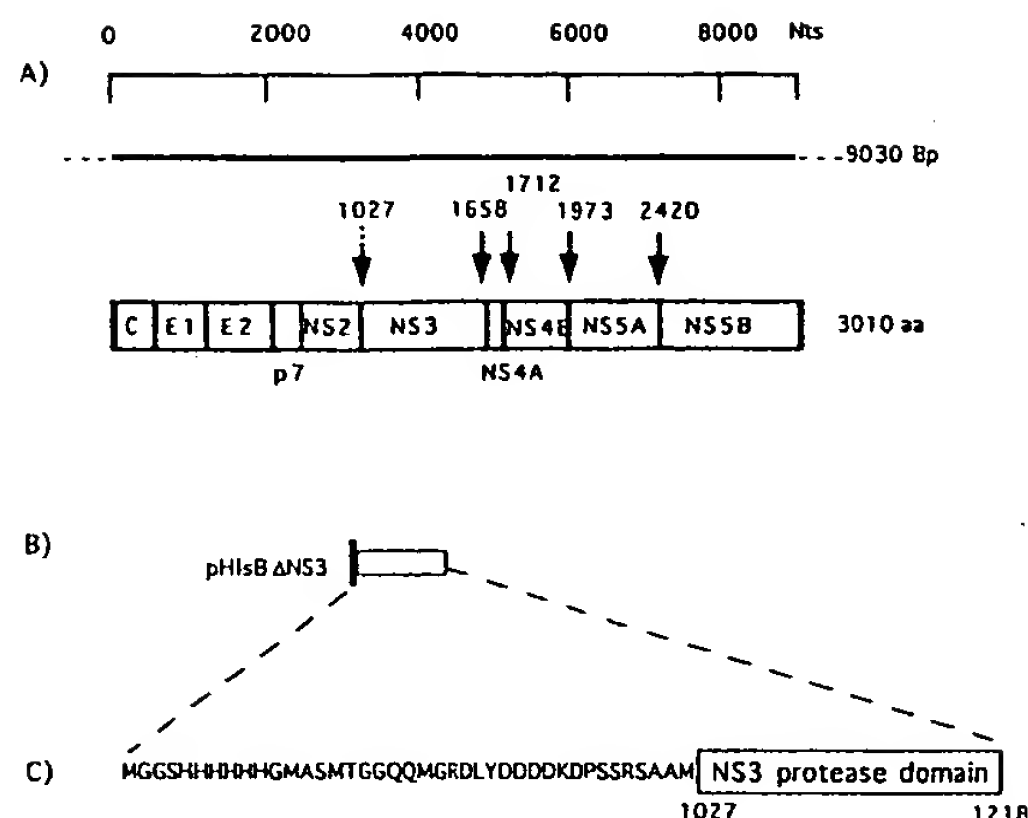 0 2000 4000 6000 8000 Nts
A)
9030 Bp
1712
1027 1658 1973 2420
C E1 E2 NS2 NS3 NS4B NS5A NS5B 3010 aa
p7 NS4A
B)
pHisB ΔNS3
C) MGGSHHHHHHGMASMTGGQQMGRDLYDDDDKDPSSRSAAM NS3 protease domain
1027 1218